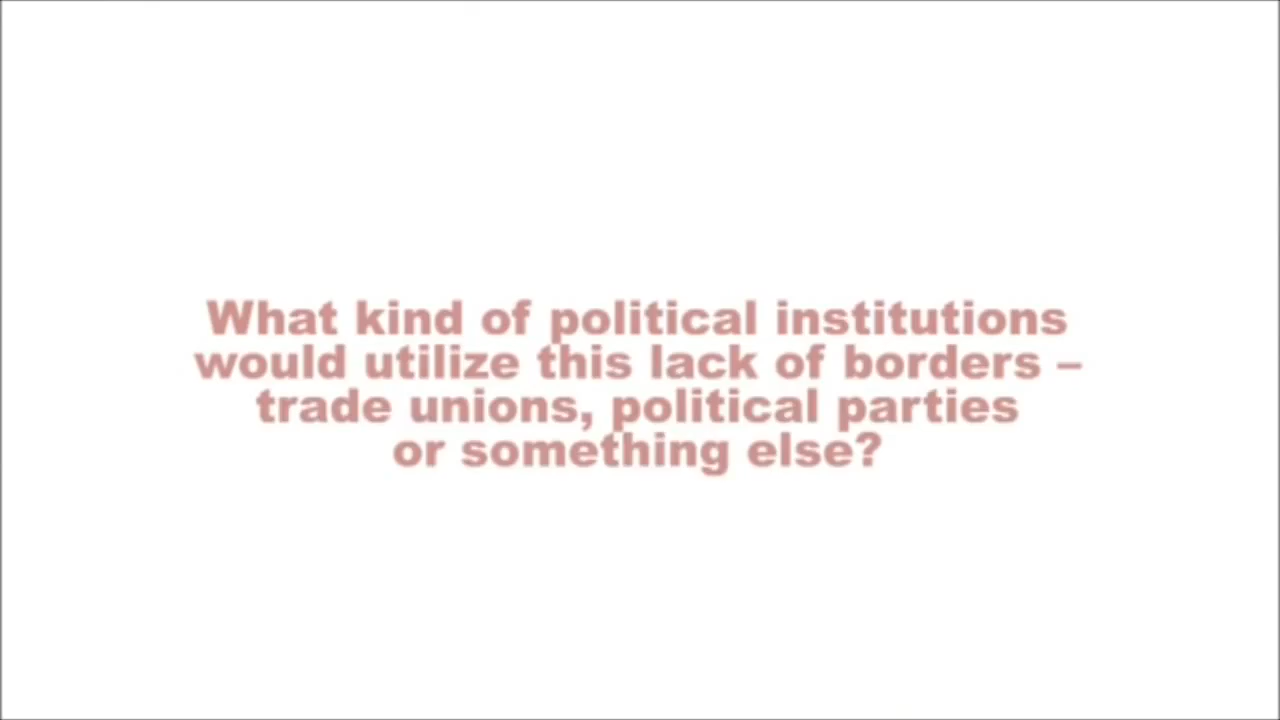 What kind of political institutions
would utilize this lack of borders –
trade unions, political parties
or something else?